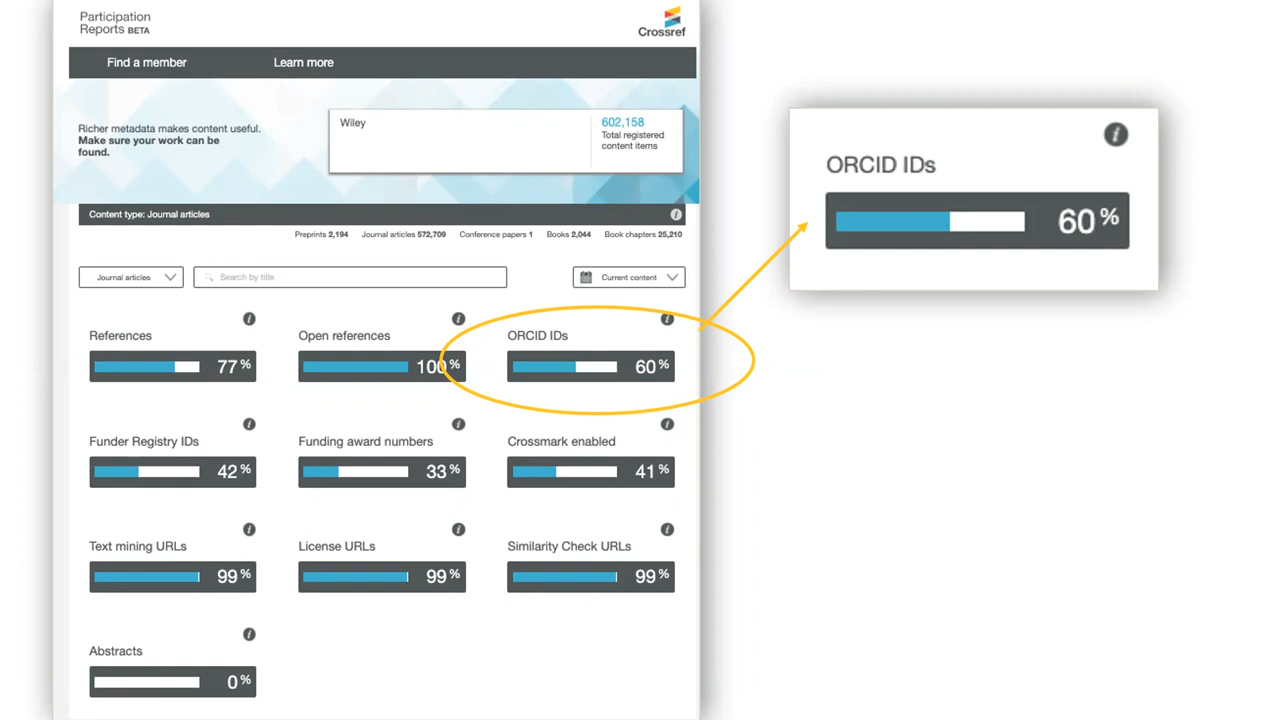 Participation
Reports BETA
Crossref
Find a member
Learn more
Richer metadata makes content useful.
Make sure your work can be
found.
Wiley
602,158
Total registered
content items
Content type: Journal articles
Preprints 2,194 Journal articles 572,709 Conference papers 1 Books 2,044 Book chapters 25,210
Journal articles
Search by title
Current content
References
77%
Open references
100%
ORCID IDs
60%
Funder Registry IDs
42%
Funding award numbers
33%
Crossmark enabled
41%
Text mining URLs
99%
License URLs
99%
Similarity Check URLs
99%
Abstracts
0%
ORCID IDs
60%